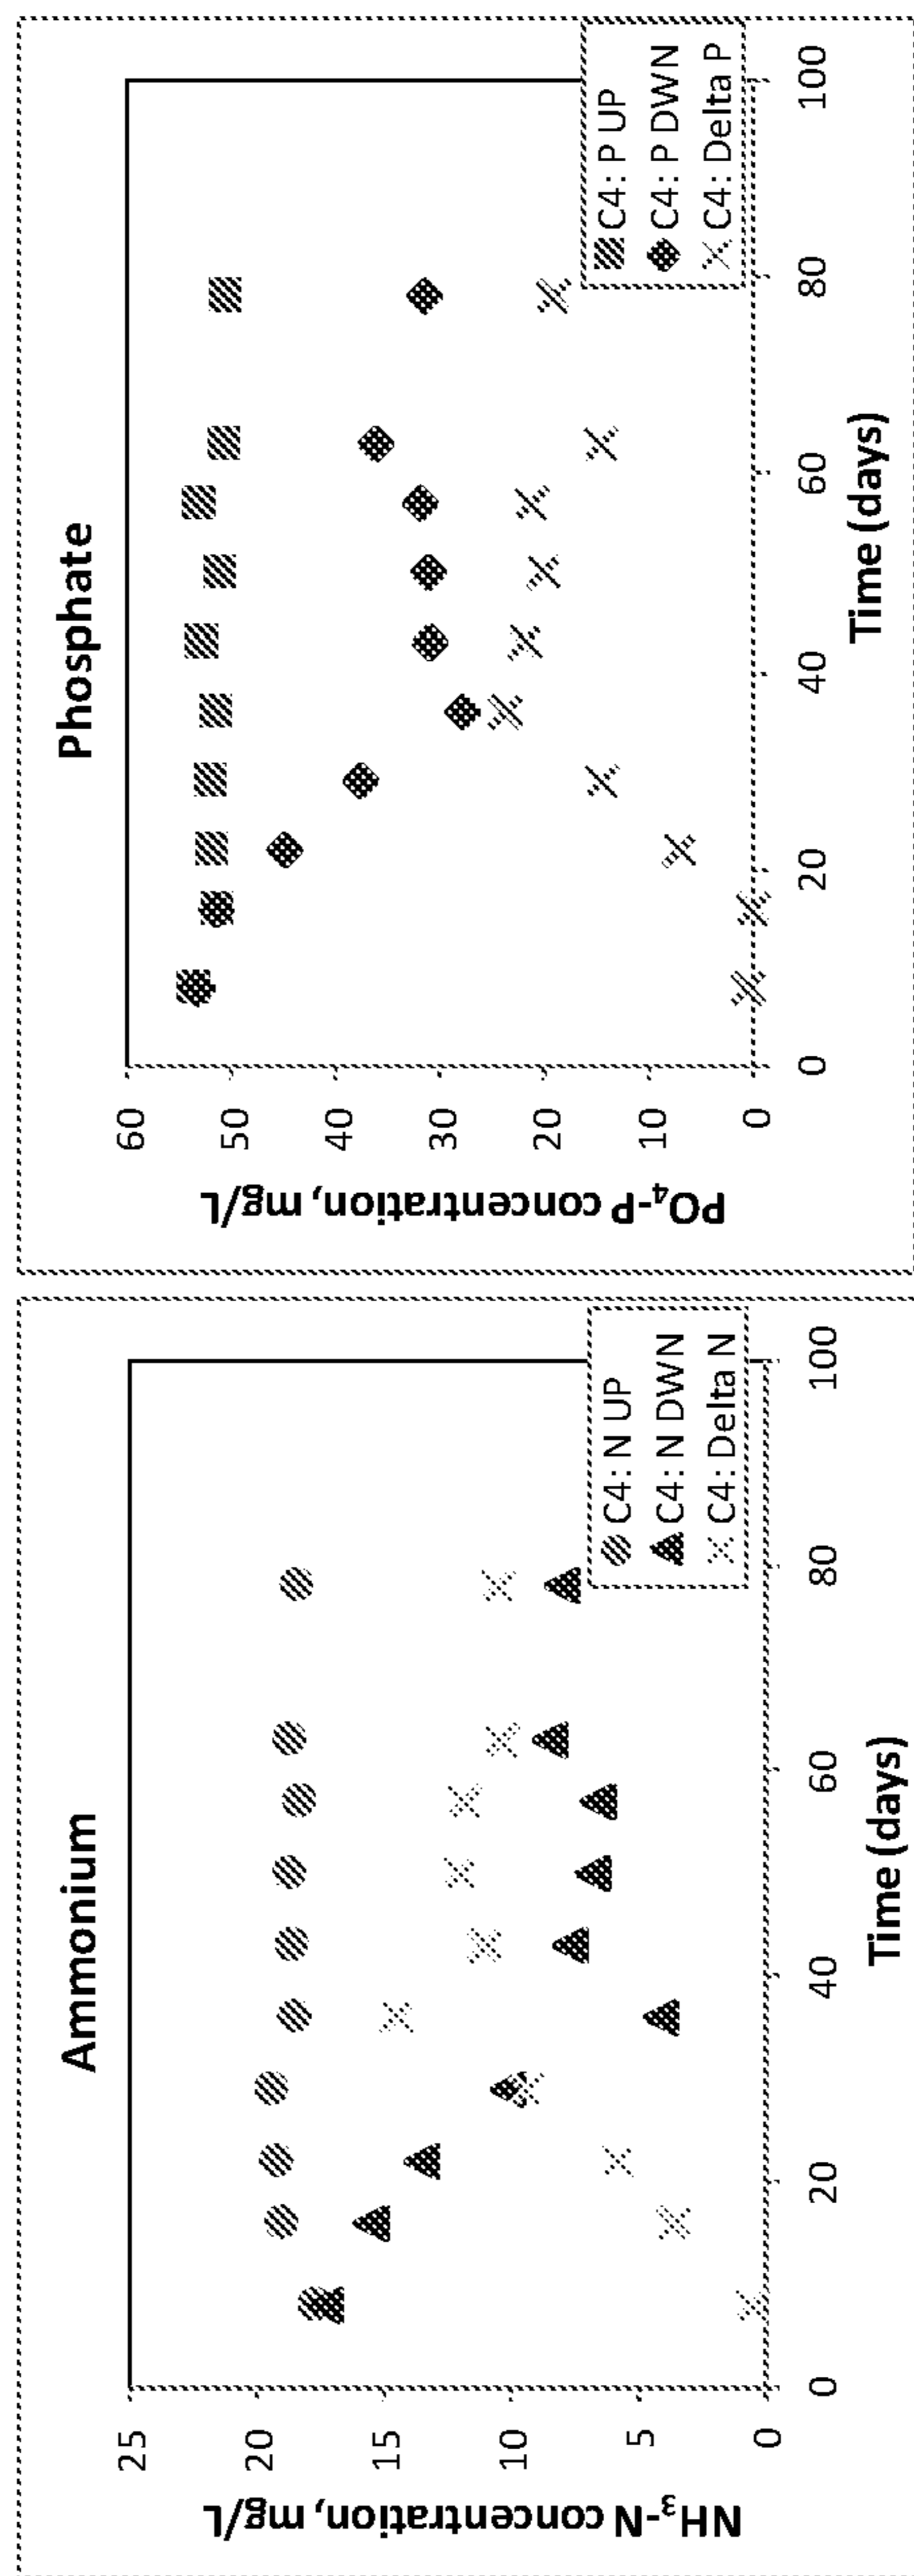 Ammonium
25
20
15
10
5
0
NH₃-N concentration, mg/L
0
20
40
60
80
100
Time (days)
C4: N UP
C4: N DWN
C4: Delta N
Phosphate
60
50
40
30
20
10
0
PO₄-P concentration, mg/L
0
20
40
60
80
100
Time (days)
C4: P UP
C4: P DWN
C4: Delta P